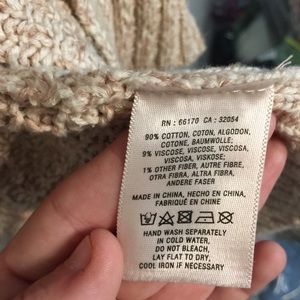 RN : 66170 CA : 32054
90% COTTON, COTON, ALGODON,
COTONE, BAUMWOLLE;
9% VISCOSE, VISCOSE, VISCOSA,
VISCOSA, VISKOSE;
1% OTHER FIBER, AUTRE FIBRE,
OTRA FIBRA, ALTRA FIBRA,
ANDERE FASER
MADE IN CHINA, HECHO EN CHINA,
FABRIQUÉ EN CHINE
HAND WASH SEPARATELY
IN COLD WATER,
DO NOT BLEACH,
LAY FLAT TO DRY,
COOL IRON IF NECESSARY